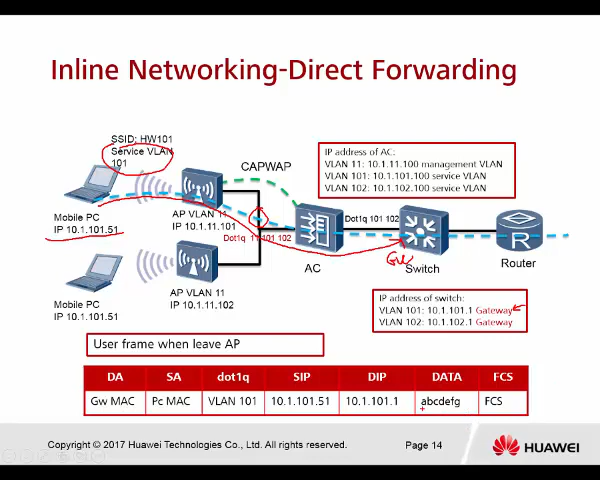 Inline Networking-Direct Forwarding
SSID: HW101
Service VLAN
101
CAPWAP
IP address of AC:
VLAN 11: 10.1.11.100 management VLAN
VLAN 101: 10.1.101.100 service VLAN
VLAN 102: 10.1.102.100 service VLAN
Mobile PC
IP 10.1.101.51
AP VLAN 11
IP 10.1.11.101
Dot1q 11 101 102
Dot1q 101 102
AC
GW
Switch
R
Router
Mobile PC
IP 10.1.101.51
AP VLAN 11
IP 10.1.11.102
IP address of switch:
VLAN 101: 10.1.101.1 Gateway
VLAN 102: 10.1.102.1 Gateway
User frame when leave AP
DA SA dot1q SIP DIP DATA FCS
Gw MAC Pc MAC VLAN 101 10.1.101.51 10.1.101.1 abcdefg FCS
Copyright © 2017 Huawei Technologies Co., Ltd. All rights reserved.
Page 14
HUAWEI